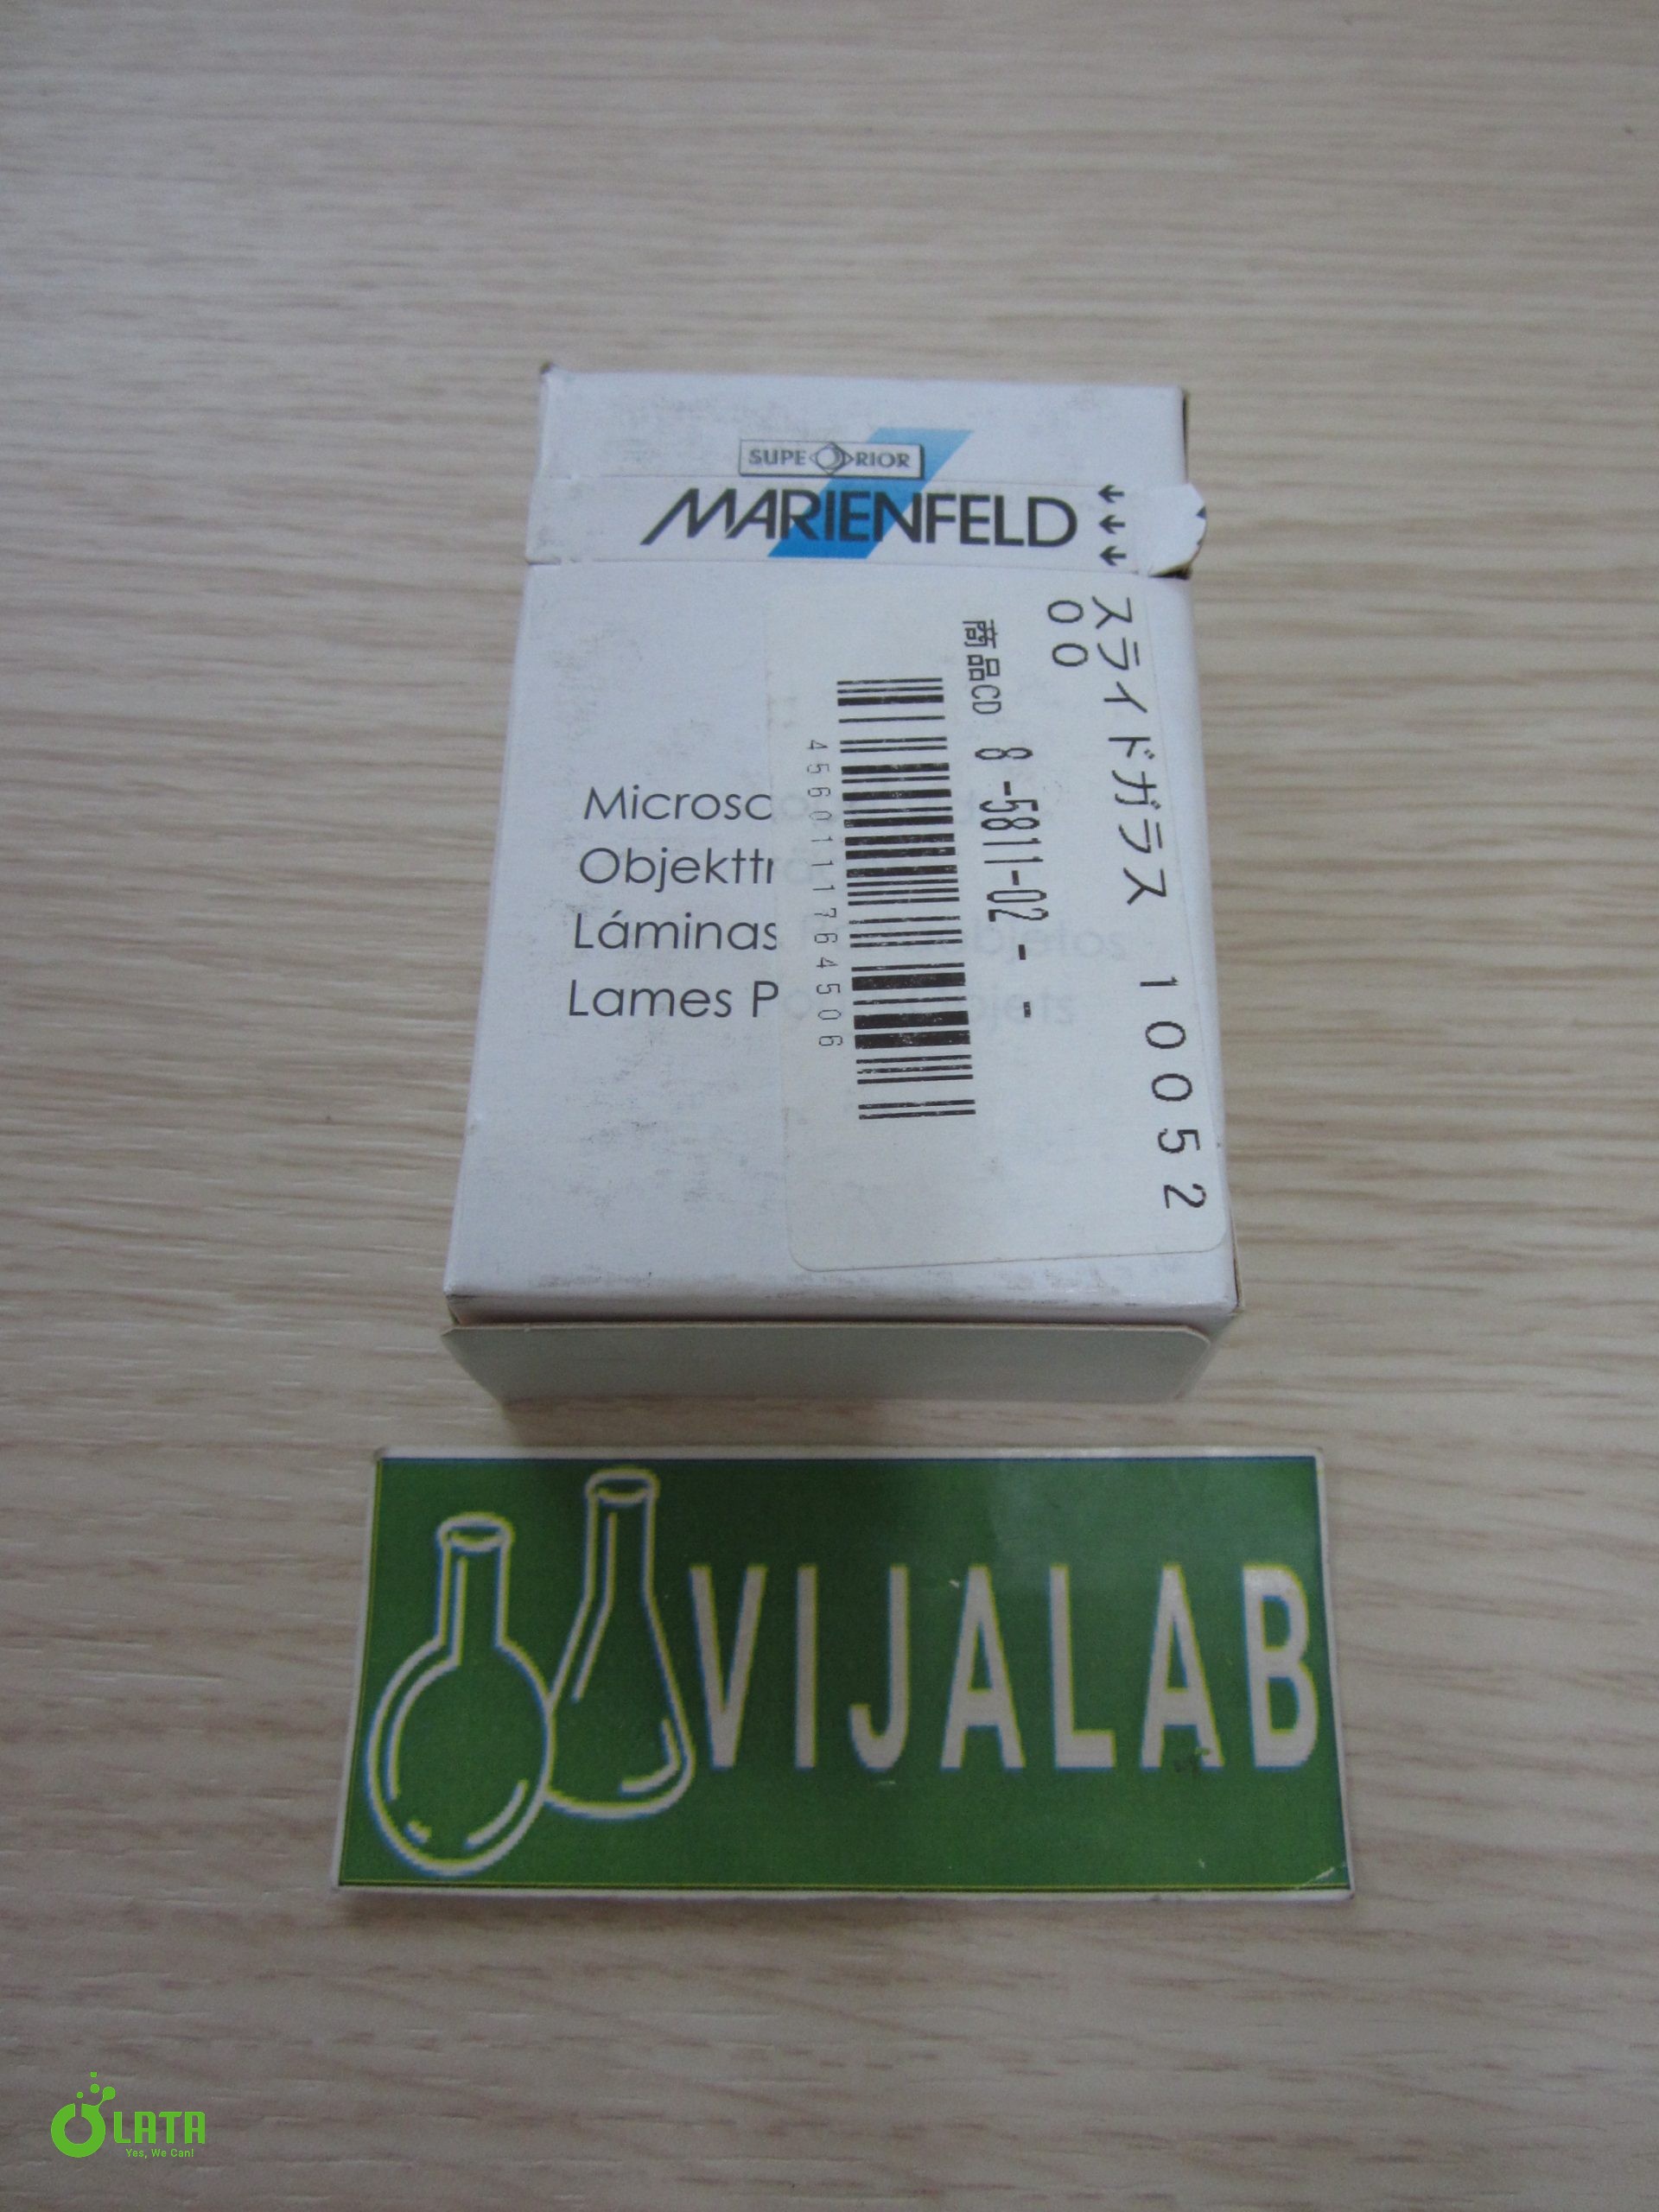 SUPERIOR
MARIENFELD
Microsc
Objekttr
Láminas
Lames P
スライドガラス 10052
00
商品CD 8-5811-02- -
4560111764506
VIJALAB
LATA
Yes, We Can!